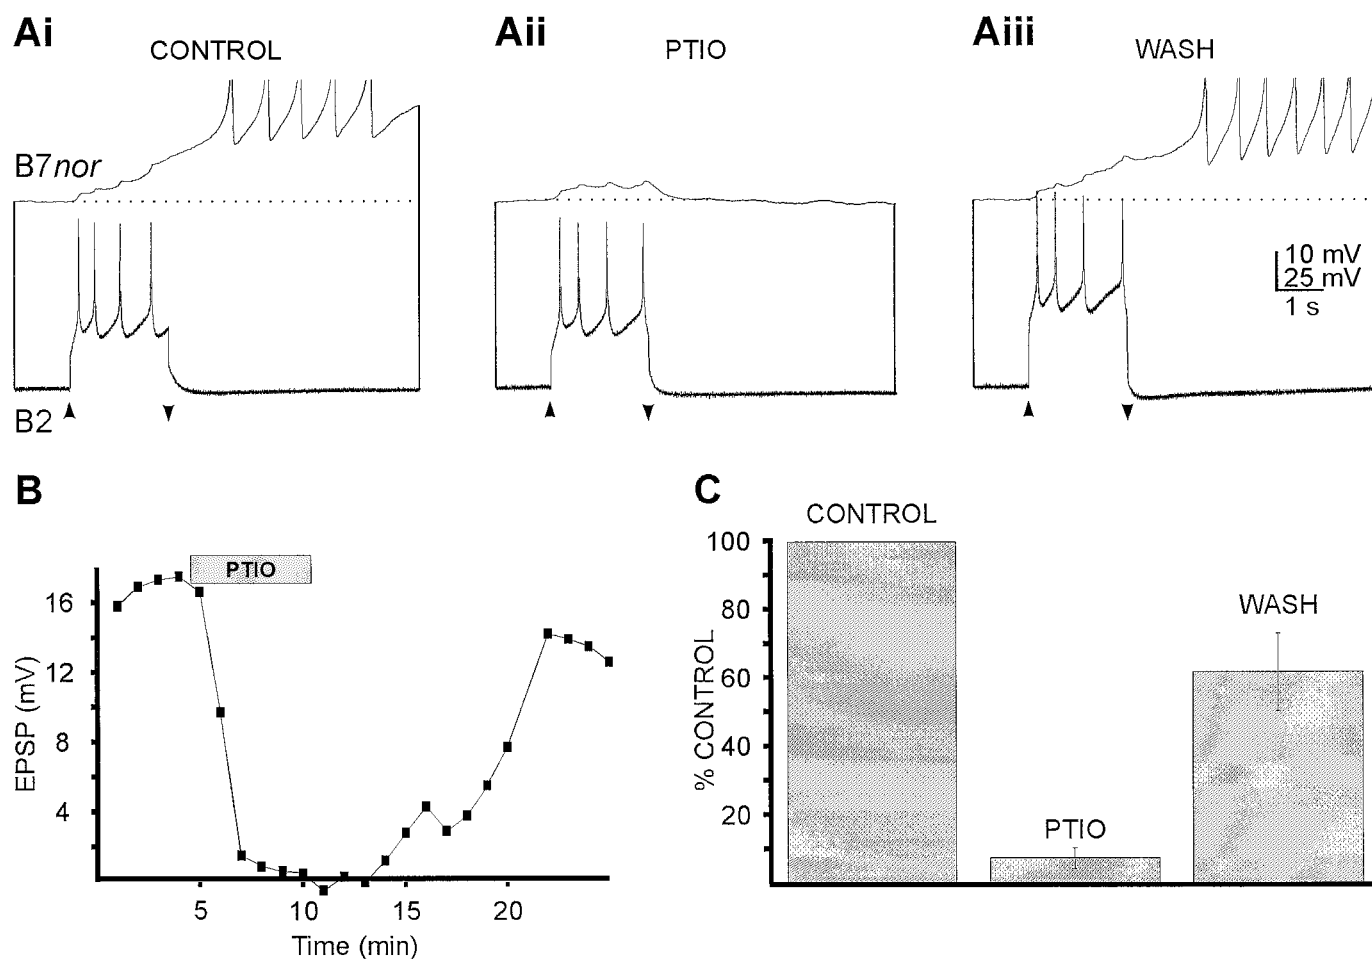 Ai
CONTROL
Aii
PTIO
Aiii
WASH
B7nor
10 mV
25 mV
1 s
B2
B
PTIO
EPSP (mV)
16
12
8
4
5
10
15
20
Time (min)
C
% CONTROL
100
80
60
40
20
CONTROL
PTIO
WASH